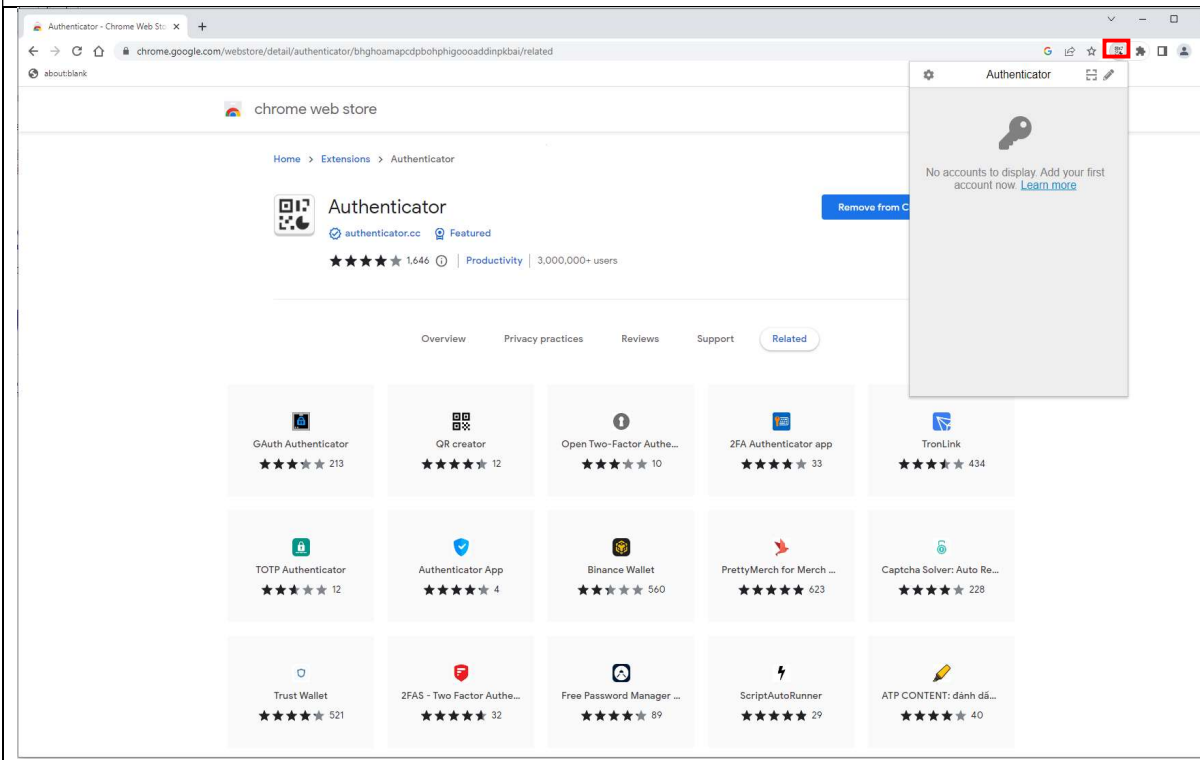 Authenticator - Chrome Web Sto
chrome.google.com/webstore/detail/authenticator/bhghoamapcdpbohphigoooaddinpkbai/related
about:blank
Authenticator
chrome web store
No accounts to display. Add your first
account now. Learn more
Home > Extensions > Authenticator
Authenticator
Remove from C
authenticator.cc Featured
1,646 Productivity 3,000,000+ users
Overview Privacy practices Reviews Support Related
GAuth Authenticator
213
QR creator
12
Open Two-Factor Authe...
10
2FA Authenticator app
33
TronLink
434
TOTP Authenticator
12
Authenticator App
4
Binance Wallet
560
PrettyMerch for Merch ...
623
Captcha Solver: Auto Re...
228
Trust Wallet
521
2FAS - Two Factor Authe...
32
Free Password Manager ...
89
ScriptAutoRunner
29
ATP CONTENT: đánh dấ...
40